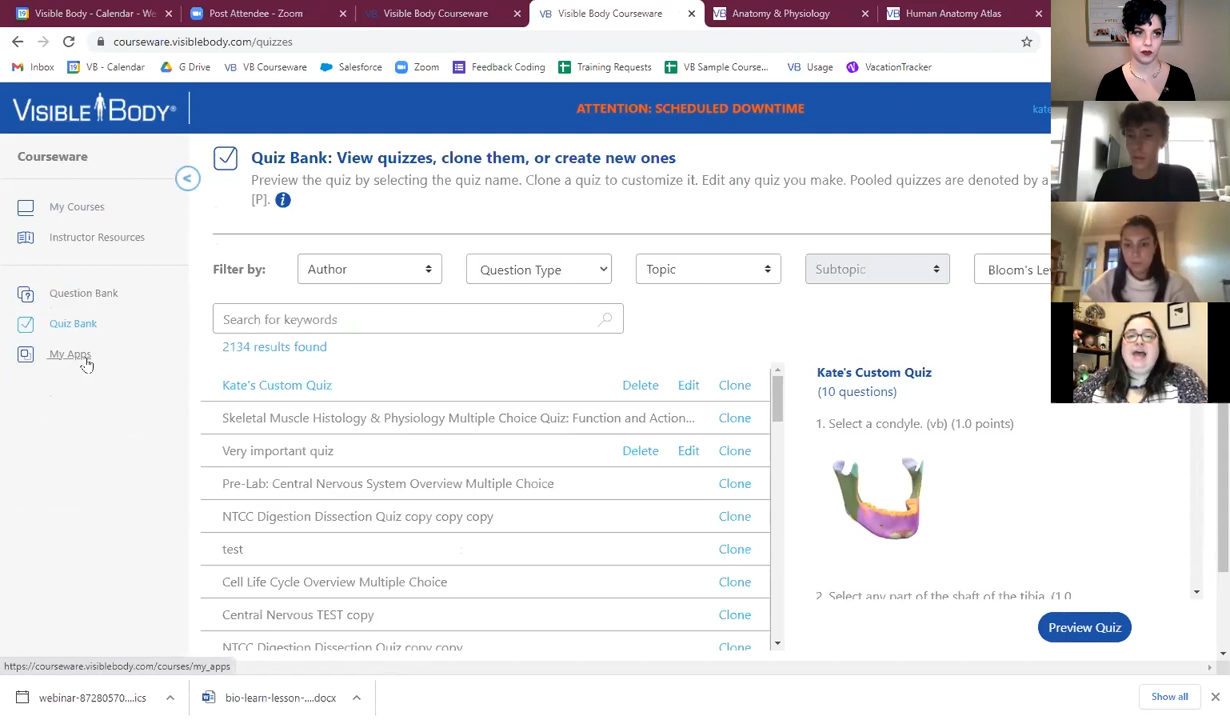 Visible Body - Calendar - We
Post Attendee - Zoom
Visible Body Courseware
Visible Body Courseware
Anatomy & Physiology
Human Anatomy Atlas
courseware.visiblebody.com/quizzes
Inbox
VB - Calendar
G Drive
VB Courseware
Salesforce
Zoom
Feedback Coding
Training Requests
VB Sample Course...
Usage
VacationTracker
VISIBLE BODY®
ATTENTION: SCHEDULED DOWNTIME
kate
Courseware
<
My Courses
Instructor Resources
Question Bank
Quiz Bank
My Apps
Quiz Bank: View quizzes, clone them, or create new ones
Preview the quiz by selecting the quiz name. Clone a quiz to customize it. Edit any quiz you make. Pooled quizzes are denoted by a
[P]. i
Filter by:
Author
Question Type
Topic
Subtopic
Bloom's Le
Search for keywords
2134 results found
Kate's Custom Quiz Delete Edit Clone
Skeletal Muscle Histology & Physiology Multiple Choice Quiz: Function and Action... Clone
Very important quiz Delete Edit Clone
Pre-Lab: Central Nervous System Overview Multiple Choice Clone
NTCC Digestion Dissection Quiz copy copy copy Clone
test Clone
Cell Life Cycle Overview Multiple Choice Clone
Central Nervous TEST copy Clone
NTCC Digestion Dissection Quiz copy copy Clone
Kate's Custom Quiz
(10 questions)
1. Select a condyle. (vb) (1.0 points)
2. Select any part of the shaft of the tibia. (1.0
Preview Quiz
https://courseware.visiblebody.com/courses/my_apps
webinar-87280570....ics
bio-learn-lesson-....docx
Show all